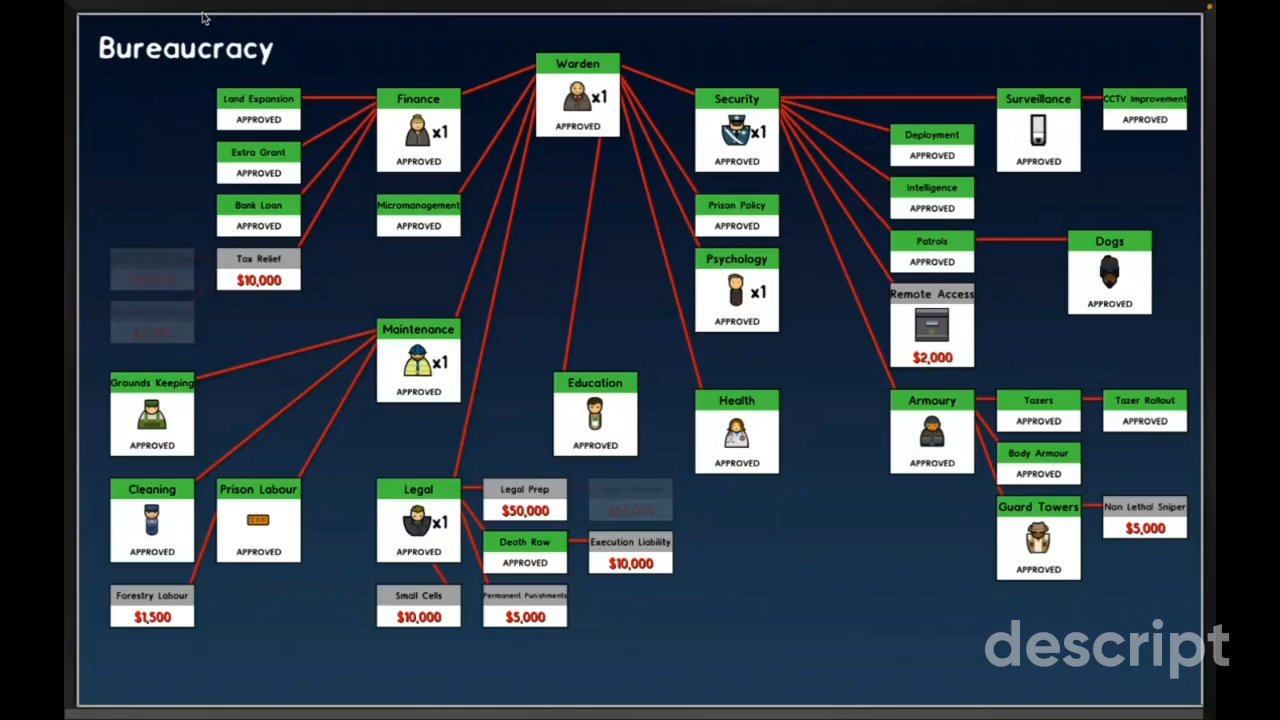 Bureaucracy
Warden
x1
APPROVED
Land Expansion
APPROVED
Finance
x1
APPROVED
Security
x1
APPROVED
Surveillance
APPROVED
CCTV Improvement
APPROVED
Extra Grant
APPROVED
Deployment
APPROVED
Bank Loan
APPROVED
Micromanagement
APPROVED
Prison Policy
APPROVED
Intelligence
APPROVED
Tax Relief
$10,000
Psychology
x1
APPROVED
Patrols
APPROVED
Dogs
APPROVED
Remote Access
$2,000
Maintenance
x1
APPROVED
Grounds Keeping
APPROVED
Education
APPROVED
Health
APPROVED
Armoury
APPROVED
Tazers
APPROVED
Tazer Rollout
APPROVED
Body Armour
APPROVED
Cleaning
APPROVED
Prison Labour
APPROVED
Legal
x1
APPROVED
Legal Prep
$50,000
$50,000
Guard Towers
APPROVED
Non Lethal Sniper
$5,000
Death Row
APPROVED
Execution Liability
$10,000
Forestry Labour
$1,500
Small Cells
$10,000
Permanent Punishments
$5,000
descript